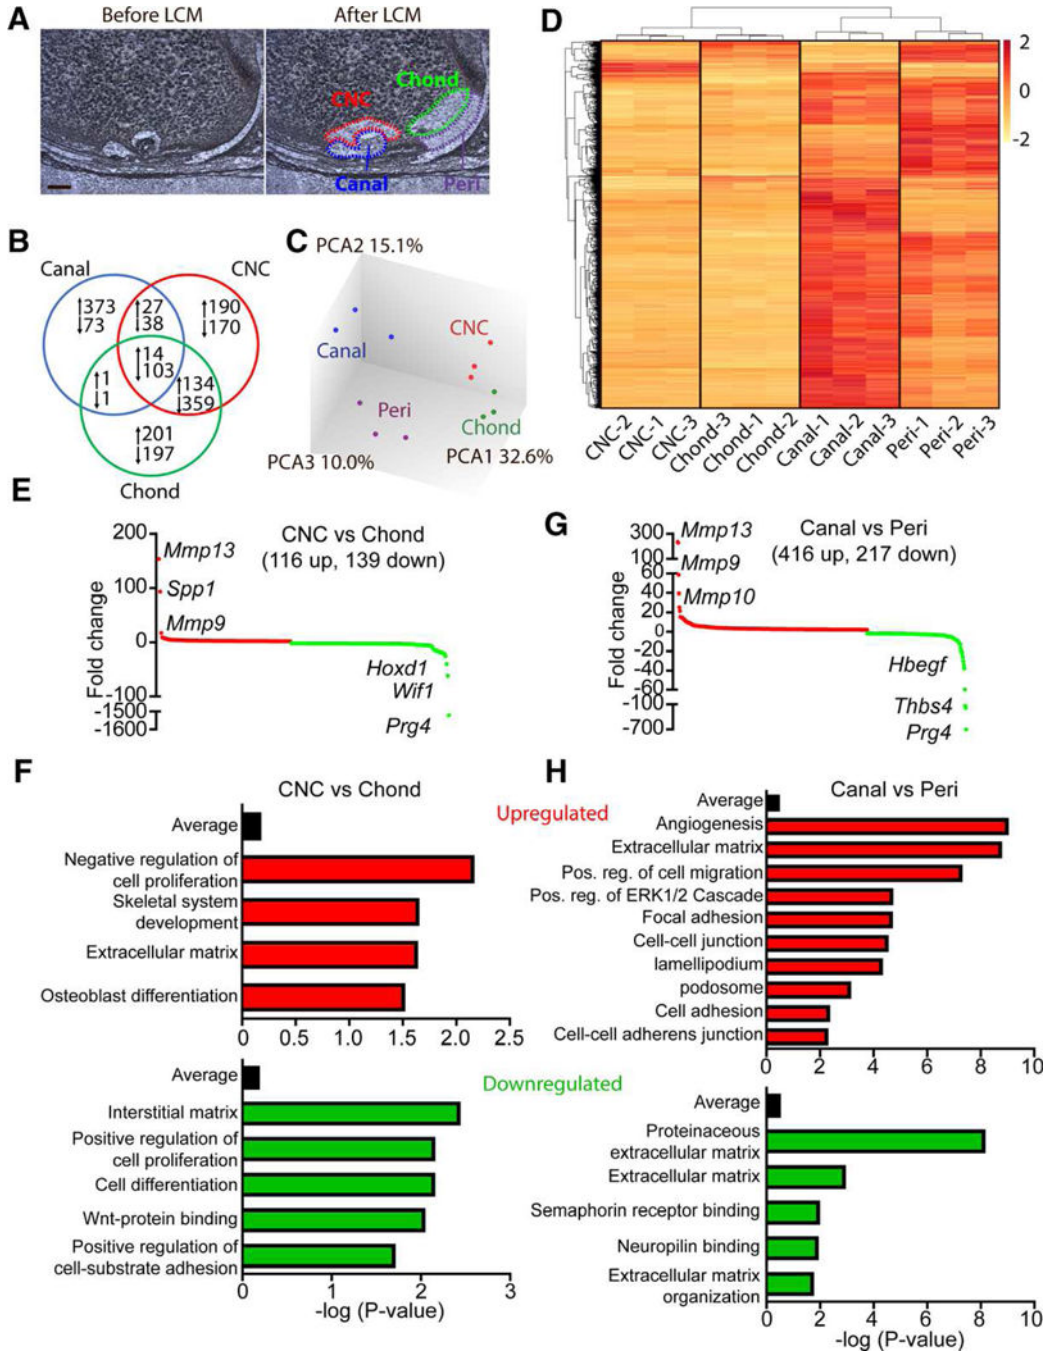 A
Before LCM
After LCM
Chond
CNC
Canal
Peri
B
Canal
CNC
↑373
↓73
↑27
↓38
↑190
↓170
↑14
↓103
↑1
↓1
↑134
↓359
↑201
↓197
Chond
C
PCA2 15.1%
CNC
Canal
Peri
Chond
PCA3 10.0%
PCA1 32.6%
D
2
0
-2
CNC-2
CNC-1
CNC-3
Chond-3
Chond-1
Chond-2
Canal-1
Canal-2
Canal-3
Peri-1
Peri-2
Peri-3
E
CNC vs Chond
(116 up, 139 down)
Fold change
200
100
0
-100
-1500
-1600
Mmp13
Spp1
Mmp9
Hoxd1
Wif1
Prg4
G
Canal vs Peri
(416 up, 217 down)
Fold change
300
100
60
40
20
0
-20
-40
-60
-100
-700
Mmp13
Mmp9
Mmp10
Hbegf
Thbs4
Prg4
F
CNC vs Chond
Upregulated
Average
Negative regulation of
cell proliferation
Skeletal system
development
Extracellular matrix
Osteoblast differentiation
0 0.5 1.0 1.5 2.0 2.5
Downregulated
Average
Interstitial matrix
Positive regulation of
cell proliferation
Cell differentiation
Wnt-protein binding
Positive regulation of
cell-substrate adhesion
0 1 2 3
-log (P-value)
H
Canal vs Peri
Average
Angiogenesis
Extracellular matrix
Pos. reg. of cell migration
Pos. reg. of ERK1/2 Cascade
Focal adhesion
Cell-cell junction
lamellipodium
podosome
Cell adhesion
Cell-cell adherens junction
0 2 4 6 8 10
Average
Proteinaceous
extracellular matrix
Extracellular matrix
Semaphorin receptor binding
Neuropilin binding
Extracellular matrix
organization
0 2 4 6 8 10
-log (P-value)